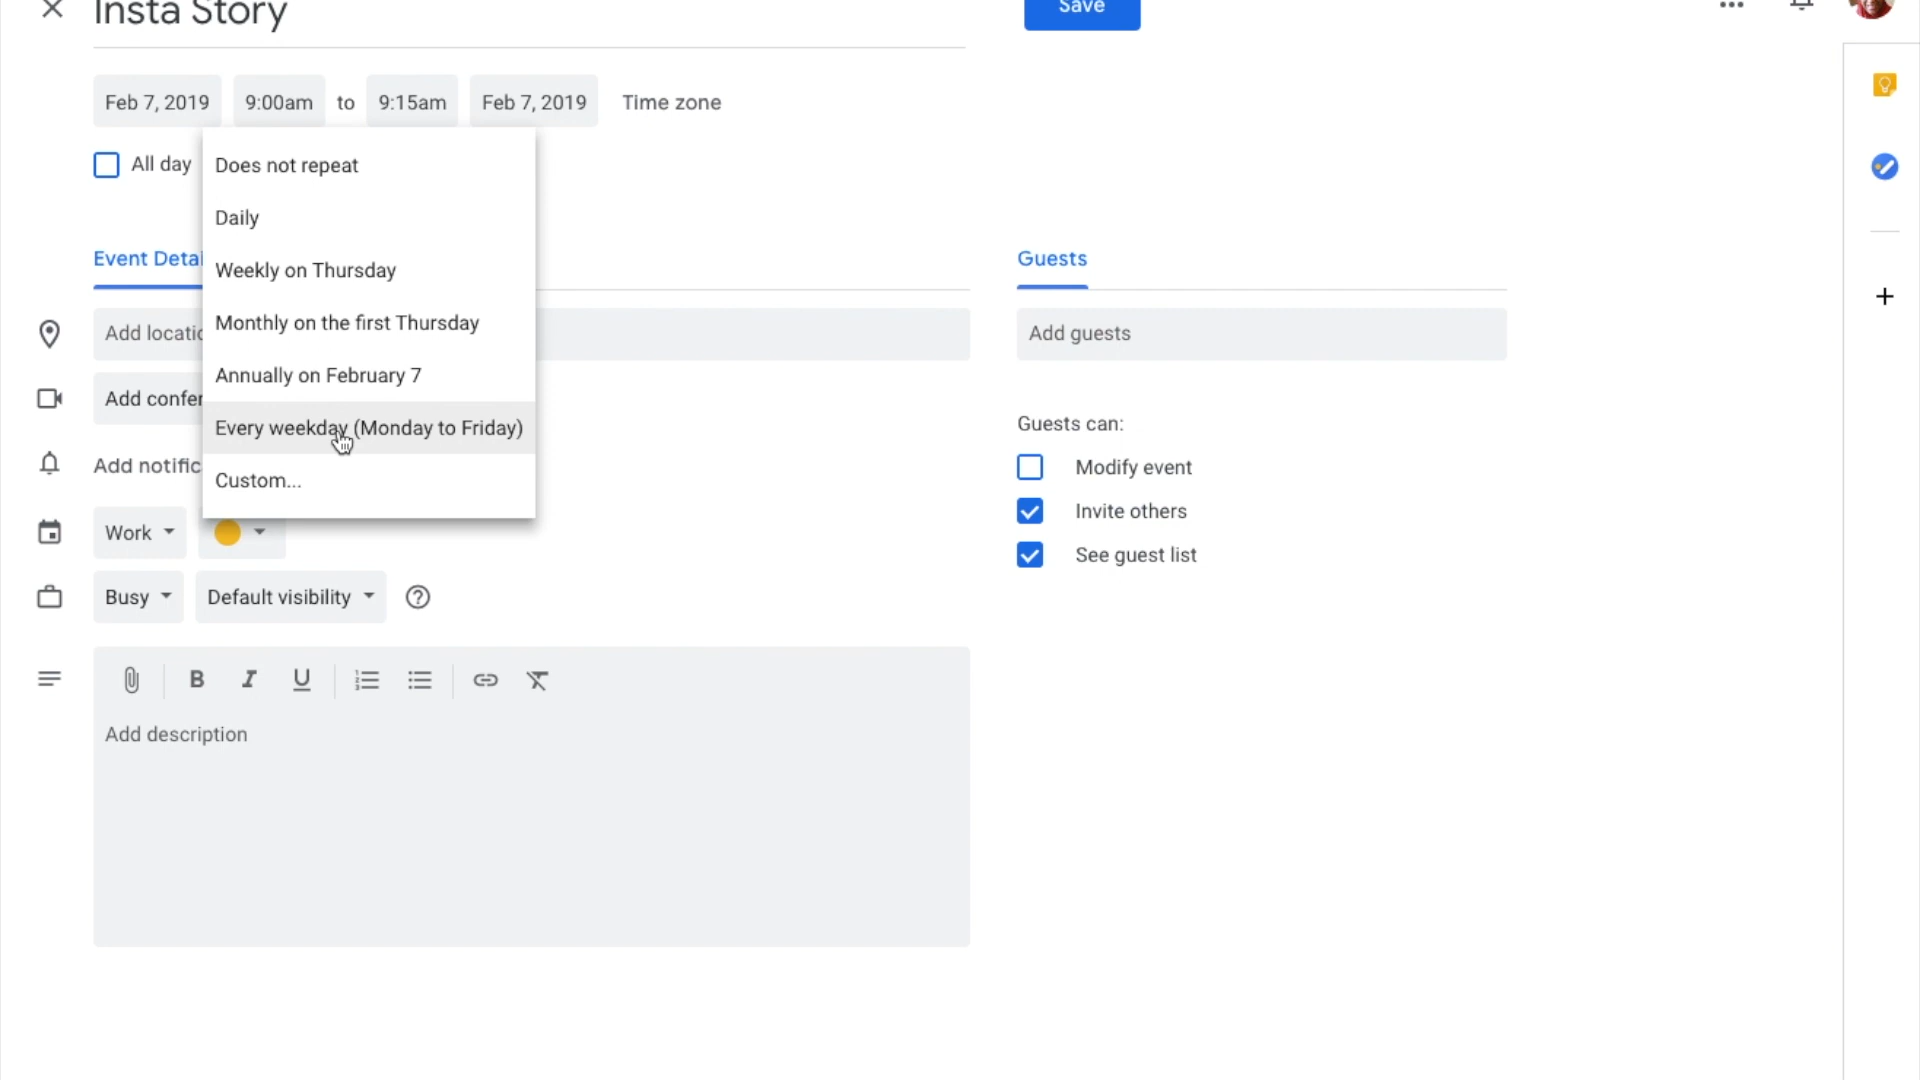 Insta Story
Save
Feb 7, 2019 9:00am to 9:15am Feb 7, 2019 Time zone
All day
Does not repeat
Daily
Weekly on Thursday
Monthly on the first Thursday
Annually on February 7
Every weekday (Monday to Friday)
Custom...
Event Detai
Guests
Add locatio
Add guests
Add confer
Add notific
Guests can:
Modify event
Invite others
See guest list
Work
Busy Default visibility
B I U
Add description